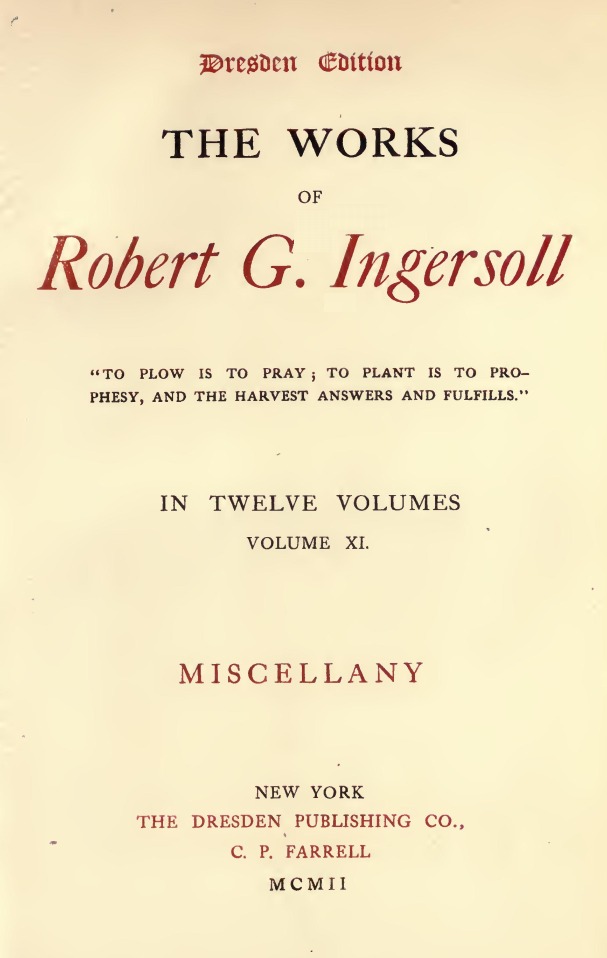 Dresden Edition
THE WORKS
OF
Robert G. Ingersoll
“TO PLOW IS TO PRAY; TO PLANT IS TO PRO-
PHESY, AND THE HARVEST ANSWERS AND FULFILLS.”
IN TWELVE VOLUMES
VOLUME XI.
MISCELLANY
NEW YORK
THE DRESDEN PUBLISHING CO.,
C. P. FARRELL
MCMII